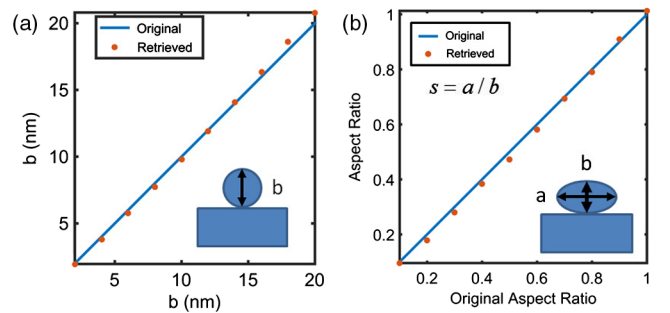 (a)
Original
Retrieved
20
15
10
5
b (nm)
b
5
10
15
20
b (nm)
(b)
Original
Retrieved
s = a / b
1
0.8
0.6
0.4
0.2
Aspect Ratio
b
a
0.2
0.4
0.6
0.8
1
Original Aspect Ratio